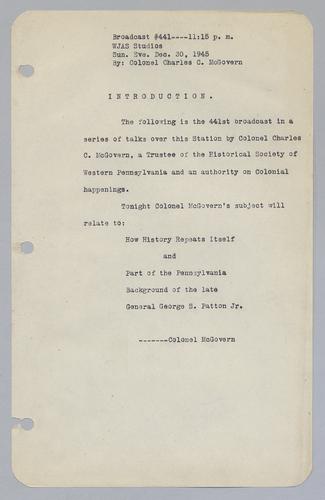 Broadcast #441----11:15 p. m.
WJAS Studios
Sun. Eve. Dec. 30, 1945
By: Colonel Charles C. McGovern
INTRODUCTION.
The following is the 441st broadcast in a
series of talks over this Station by Colonel Charles
C. McGovern, a Trustee of the Historical Society of
Western Pennsylvania and an authority on Colonial
happenings.
Tonight Colonel McGovern's subject will
relate to:
How History Repeats Itself
and
Part of the Pennsylvania
Background of the late
General George S. Patton Jr.
-------Colonel McGovern